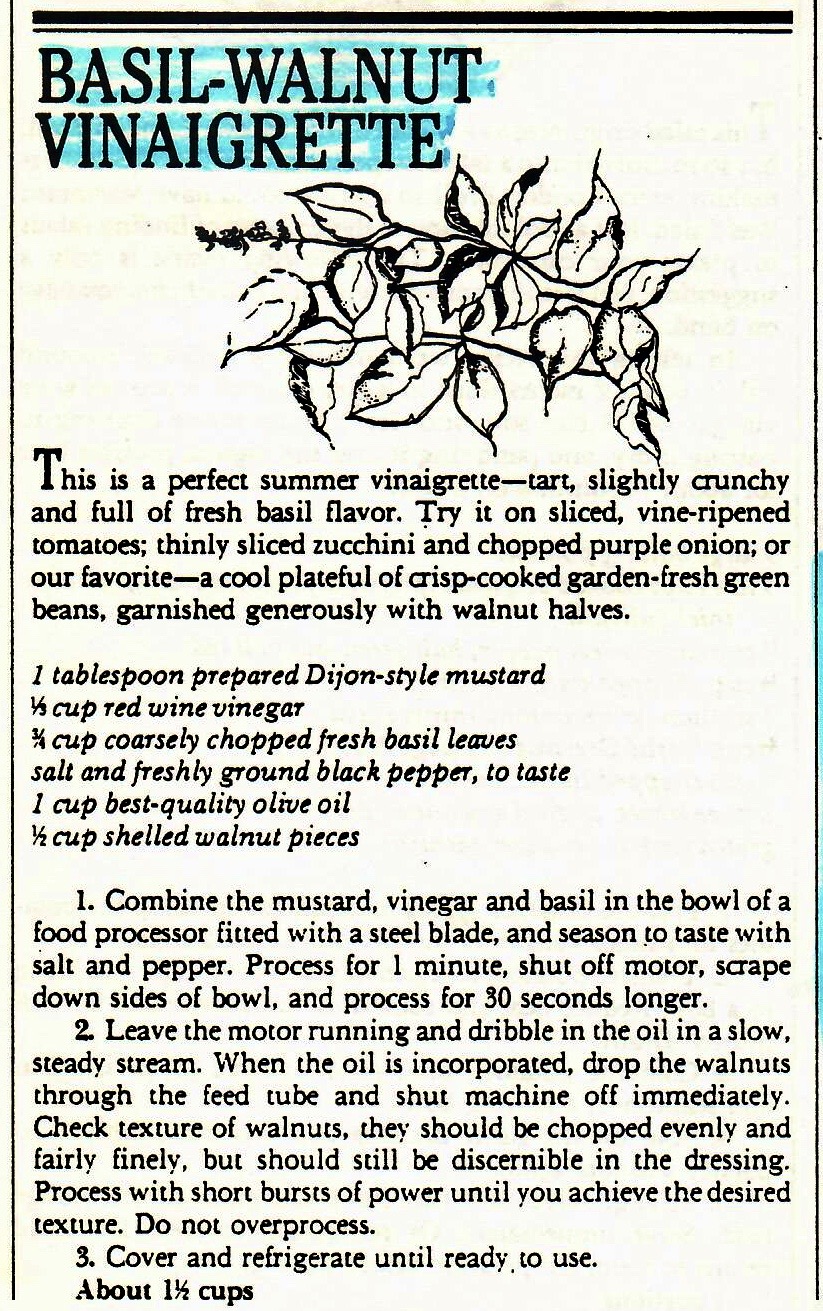 BASIL-WALNUT
VINAIGRETTE
This is a perfect summer vinaigrette—tart, slightly crunchy
and full of fresh basil flavor. Try it on sliced, vine-ripened
tomatoes; thinly sliced zucchini and chopped purple onion; or
our favorite—a cool plateful of crisp-cooked garden-fresh green
beans, garnished generously with walnut halves.
1 tablespoon prepared Dijon-style mustard
⅓ cup red wine vinegar
¾ cup coarsely chopped fresh basil leaves
salt and freshly ground black pepper, to taste
1 cup best-quality olive oil
½ cup shelled walnut pieces
1. Combine the mustard, vinegar and basil in the bowl of a
food processor fitted with a steel blade, and season to taste with
salt and pepper. Process for 1 minute, shut off motor, scrape
down sides of bowl, and process for 30 seconds longer.
2. Leave the motor running and dribble in the oil in a slow,
steady stream. When the oil is incorporated, drop the walnuts
through the feed tube and shut machine off immediately.
Check texture of walnuts, they should be chopped evenly and
fairly finely, but should still be discernible in the dressing.
Process with short bursts of power until you achieve the desired
texture. Do not overprocess.
3. Cover and refrigerate until ready to use.
About 1½ cups